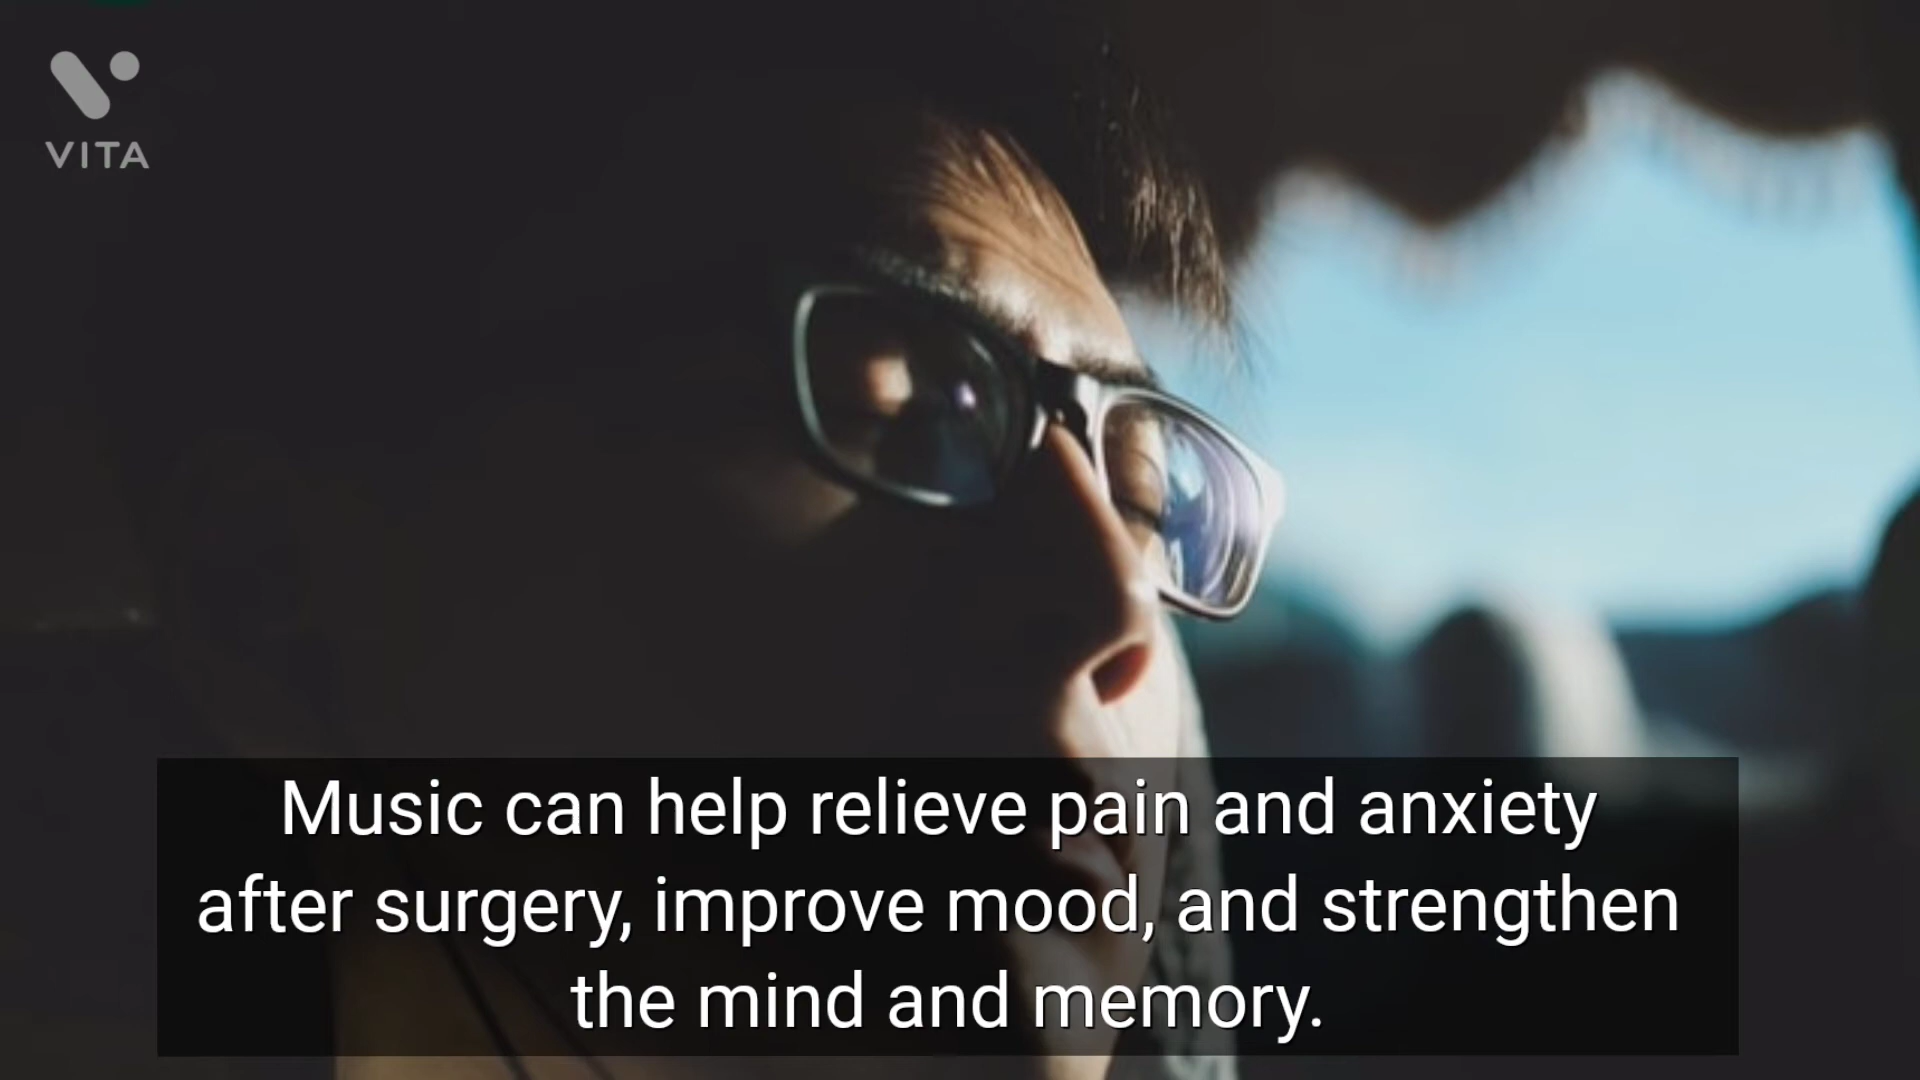 VITA
Music can help relieve pain and anxiety
after surgery, improve mood, and strengthen
the mind and memory.